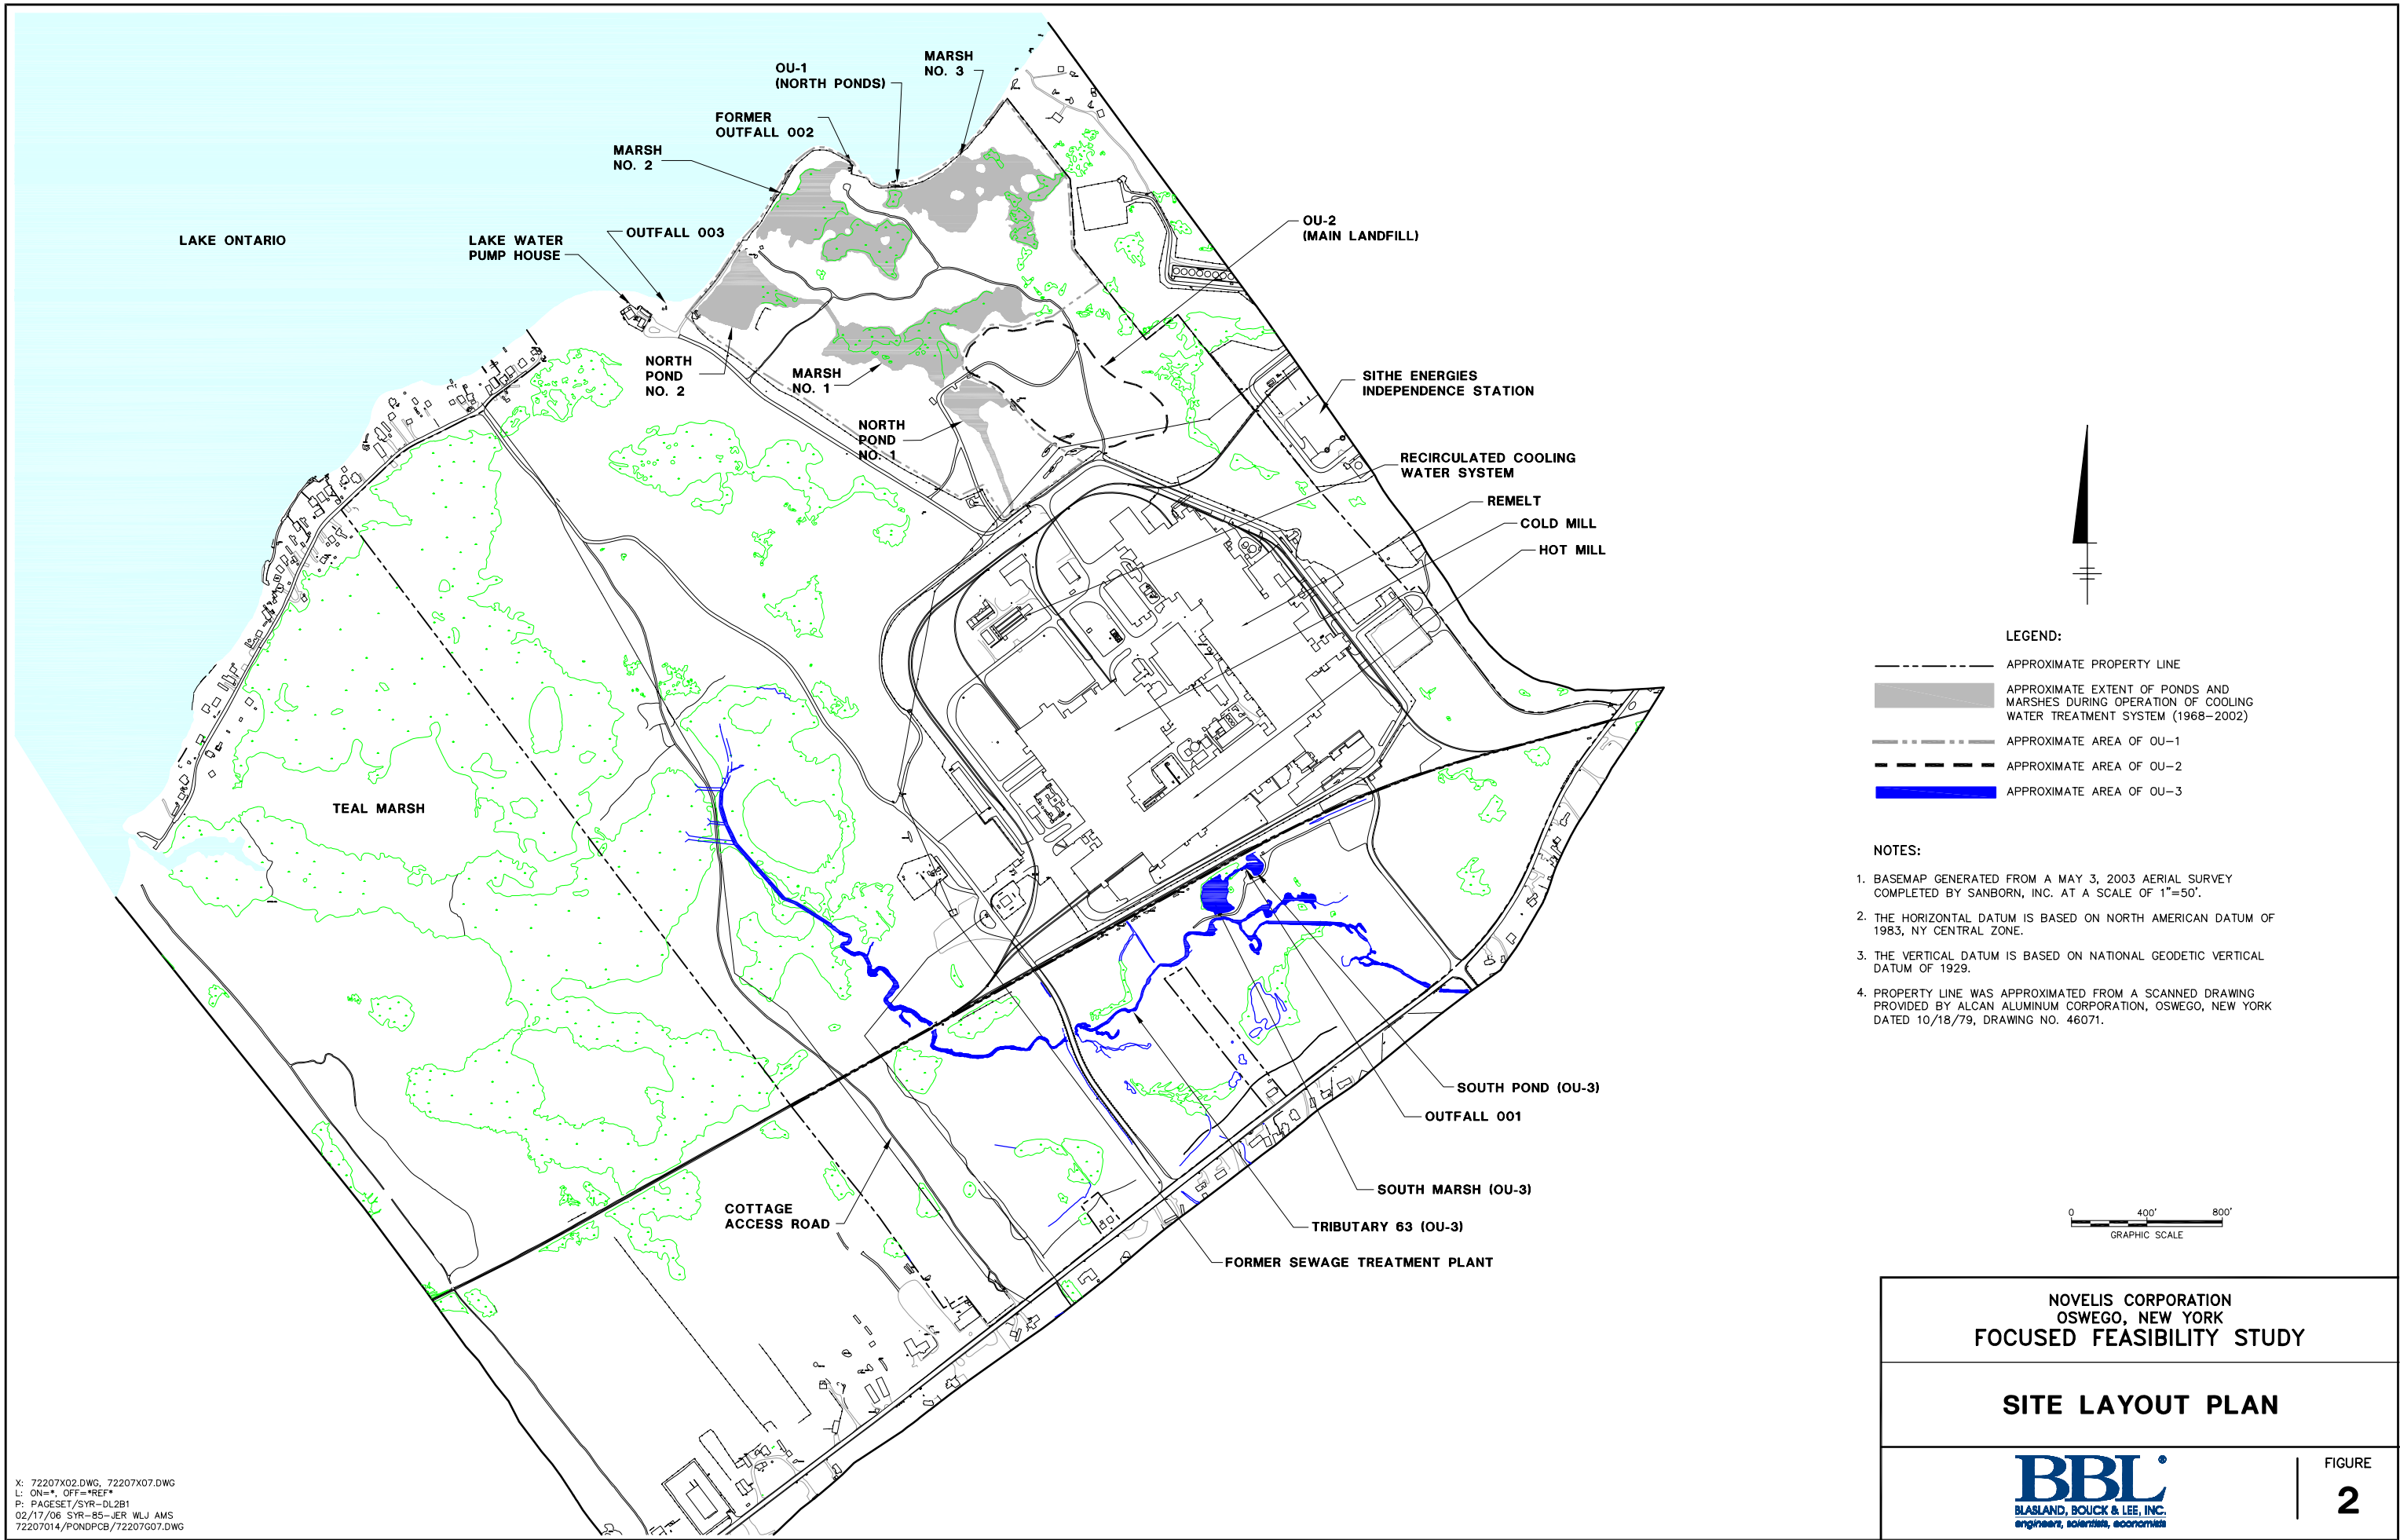 MARSH
NO. 3
OU-1
(NORTH PONDS)
FORMER
OUTFALL 002
MARSH
NO. 2
OUTFALL 003
LAKE ONTARIO
LAKE WATER
PUMP HOUSE
OU-2
(MAIN LANDFILL)
NORTH
POND
NO. 2
MARSH
NO. 1
SITHE ENERGIES
INDEPENDENCE STATION
NORTH
POND
NO. 1
RECIRCULATED COOLING
WATER SYSTEM
REMELT
COLD MILL
HOT MILL
TEAL MARSH
SOUTH POND (OU-3)
OUTFALL 001
SOUTH MARSH (OU-3)
COTTAGE
ACCESS ROAD
TRIBUTARY 63 (OU-3)
FORMER SEWAGE TREATMENT PLANT
LEGEND:
APPROXIMATE PROPERTY LINE
APPROXIMATE EXTENT OF PONDS AND
MARSHES DURING OPERATION OF COOLING
WATER TREATMENT SYSTEM (1968-2002)
APPROXIMATE AREA OF OU-1
APPROXIMATE AREA OF OU-2
APPROXIMATE AREA OF OU-3
NOTES:
1. BASEMAP GENERATED FROM A MAY 3, 2003 AERIAL SURVEY
COMPLETED BY SANBORN, INC. AT A SCALE OF 1"=50'.
2. THE HORIZONTAL DATUM IS BASED ON NORTH AMERICAN DATUM OF
1983, NY CENTRAL ZONE.
3. THE VERTICAL DATUM IS BASED ON NATIONAL GEODETIC VERTICAL
DATUM OF 1929.
4. PROPERTY LINE WAS APPROXIMATED FROM A SCANNED DRAWING
PROVIDED BY ALCAN ALUMINUM CORPORATION, OSWEGO, NEW YORK
DATED 10/18/79, DRAWING NO. 46071.
0 400' 800'
GRAPHIC SCALE
NOVELIS CORPORATION
OSWEGO, NEW YORK
FOCUSED FEASIBILITY STUDY
SITE LAYOUT PLAN
BBL®
BLASLAND, BOUCK & LEE, INC.
engineers, scientists, economists
FIGURE
2
X: 72207X02.DWG, 72207X07.DWG
L: ON=*, OFF=*REF*
P: PAGESET/SYR-DL2B1
02/17/06 SYR-85-JER WLJ AMS
72207014/PONDPCB/72207G07.DWG